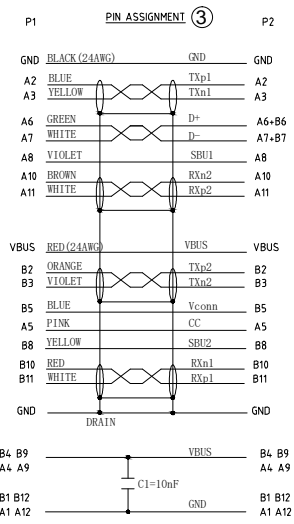 PIN ASSIGNMENT 3
P1 P2
GND BLACK(24AWG) GND GND
A2 BLUE TXp1 A2
A3 YELLOW TXn1 A3
A6 GREEN D+ A6+B6
A7 WHITE D- A7+B7
A8 VIOLET SBU1 A8
A10 BROWN RXn2 A10
A11 WHITE RXp2 A11
VBUS RED(24AWG) VBUS VBUS
B2 ORANGE TXp2 B2
B3 VIOLET TXn2 B3
B5 BLUE Vconn B5
A5 PINK CC A5
B8 YELLOW SBU2 B8
B10 RED RXn1 B10
B11 WHITE RXp1 B11
GND GND
DRAIN
B4 B9 VBUS B4 B9
A4 A9 A4 A9
C1=10nF
B1 B12 GND B1 B12
A1 A12 A1 A12